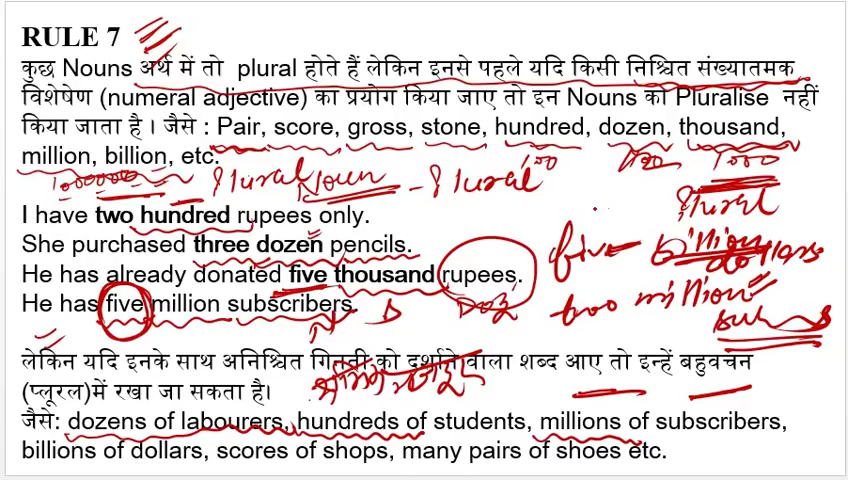 RULE 7
कुछ Nouns अर्थ में तो plural होते हैं लेकिन इनसे पहले यदि किसी निश्चित संख्यातमक
विशेषण (numeral adjective) का प्रयोग किया जाए तो इन Nouns को Pluralise नहीं
किया जाता है । जैसे : Pair, score, gross, stone, hundred, dozen, thousand,
million, billion, etc.
100
1000
Plural Noun - Plural
Plural
I have two hundred rupees only.
She purchased three dozen pencils.
five billion
dollars
He has already donated five thousand rupees.
He has five million subscribers.
two million
लेकिन यदि इनके साथ अनिश्चित गिनती को दर्शाने वाला शब्द आए तो इन्हें बहुवचन
(प्लूरल)में रखा जा सकता है।
जैसे: dozens of labourers, hundreds of students, millions of subscribers,
billions of dollars, scores of shops, many pairs of shoes etc.